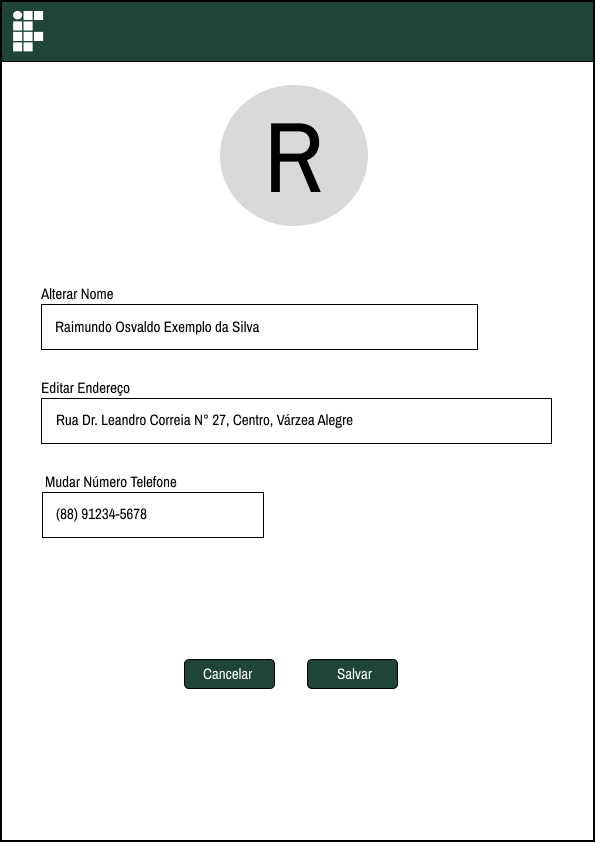 R
Alterar Nome
Raimundo Osvaldo Exemplo da Silva
Editar Endereço
Rua Dr. Leandro Correia N° 27, Centro, Várzea Alegre
Mudar Número Telefone
(88) 91234-5678
Cancelar
Salvar